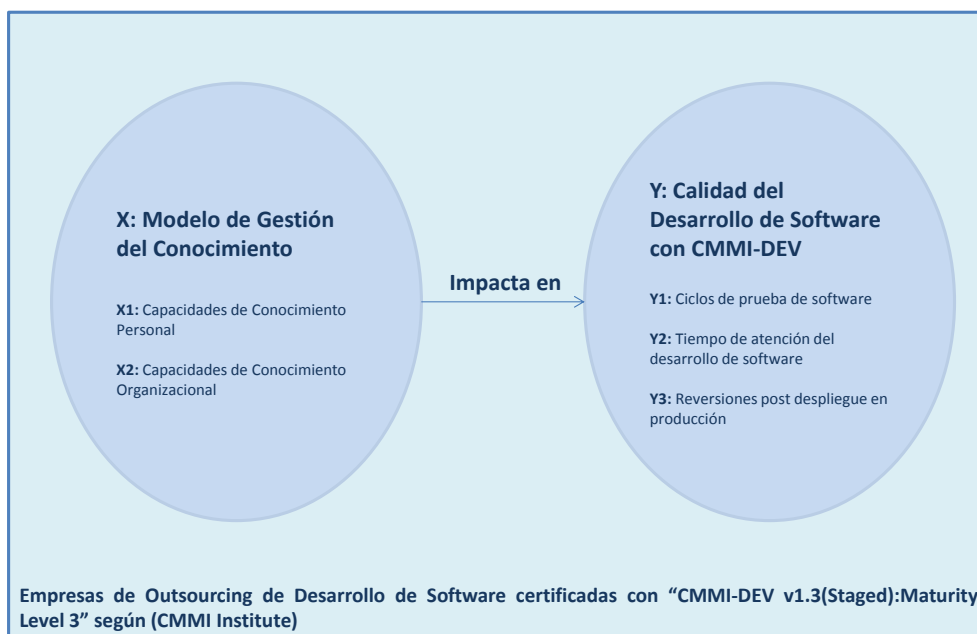 X: Modelo de Gestión
del Conocimiento
X1: Capacidades de Conocimiento
Personal
X2: Capacidades de Conocimiento
Organizacional
Impacta en
Y: Calidad del
Desarrollo de Software
con CMMI-DEV
Y1: Ciclos de prueba de software
Y2: Tiempo de atención del
desarrollo de software
Y3: Reversiones post despliegue en
producción
Empresas de Outsourcing de Desarrollo de Software certificadas con “CMMI-DEV v1.3(Staged):Maturity
Level 3” según (CMMI Institute)